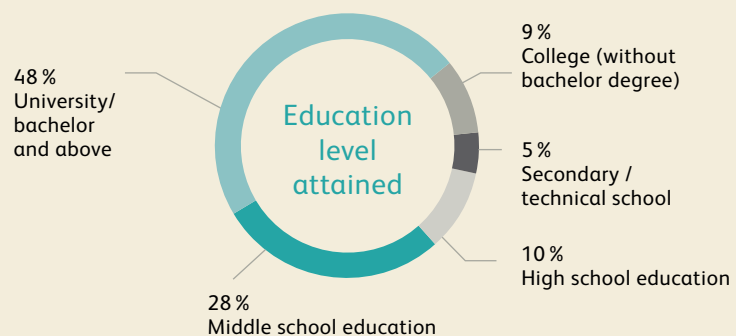 Education
level
attained
9 %
College (without
bachelor degree)
5 %
Secondary /
technical school
10 %
High school education
28 %
Middle school education
48 %
University/
bachelor
and above